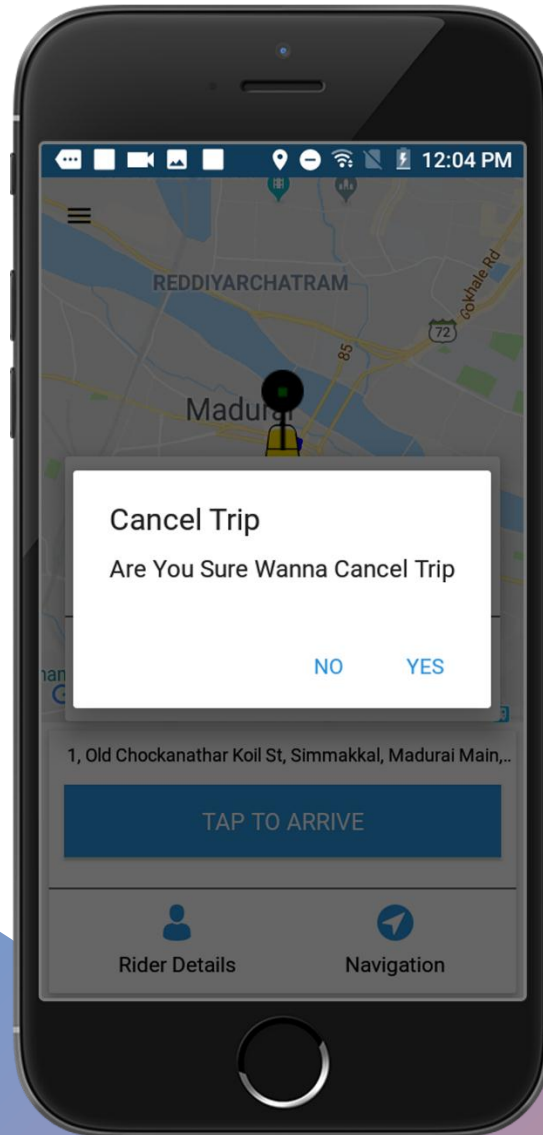 12:04 PM
REDDIYARCHATRAM
Gokhale Rd
72
85
Madurai
Cancel Trip
Are You Sure Wanna Cancel Trip
NO YES
1, Old Chockanathar Koil St, Simmakkal, Madurai Main,..
TAP TO ARRIVE
Rider Details Navigation